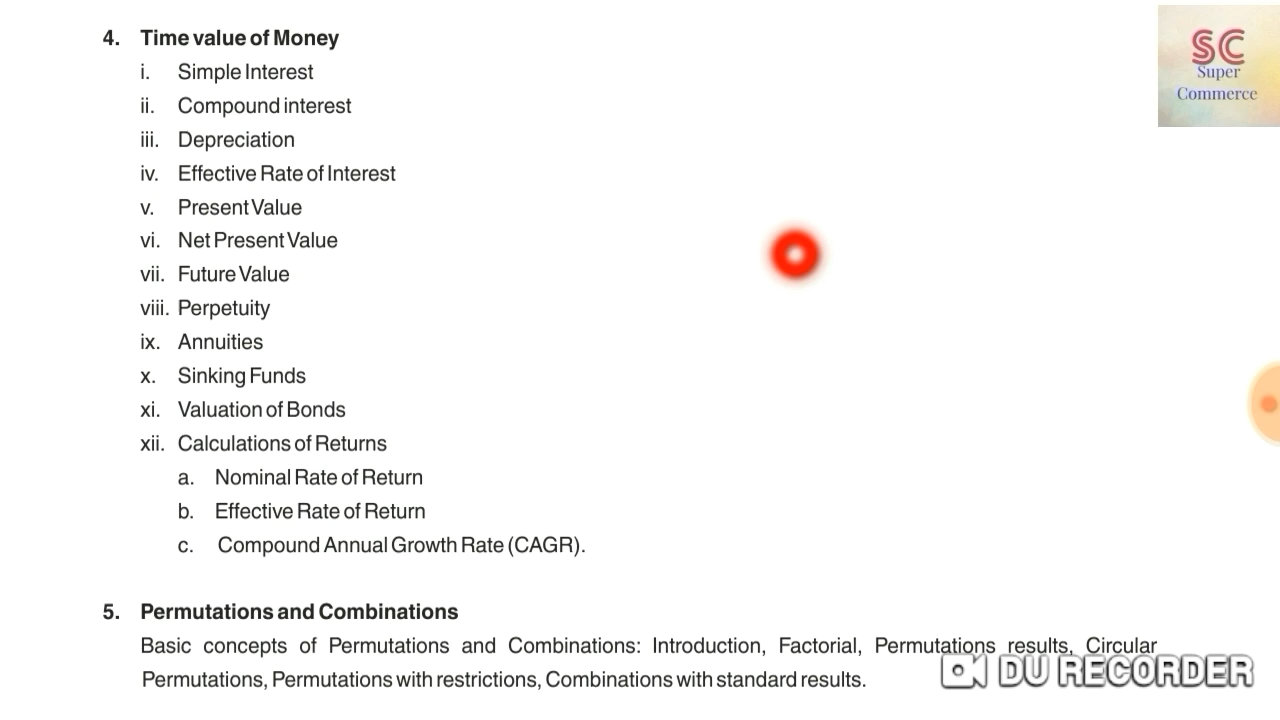 4. Time value of Money
i. Simple Interest
ii. Compound interest
iii. Depreciation
iv. Effective Rate of Interest
v. Present Value
vi. Net Present Value
vii. Future Value
viii. Perpetuity
ix. Annuities
x. Sinking Funds
xi. Valuation of Bonds
xii. Calculations of Returns
a. Nominal Rate of Return
b. Effective Rate of Return
c. Compound Annual Growth Rate (CAGR).
5. Permutations and Combinations
Basic concepts of Permutations and Combinations: Introduction, Factorial, Permutations results, Circular
Permutations, Permutations with restrictions, Combinations with standard results.
SC
Super
Commerce
DU RECORDER